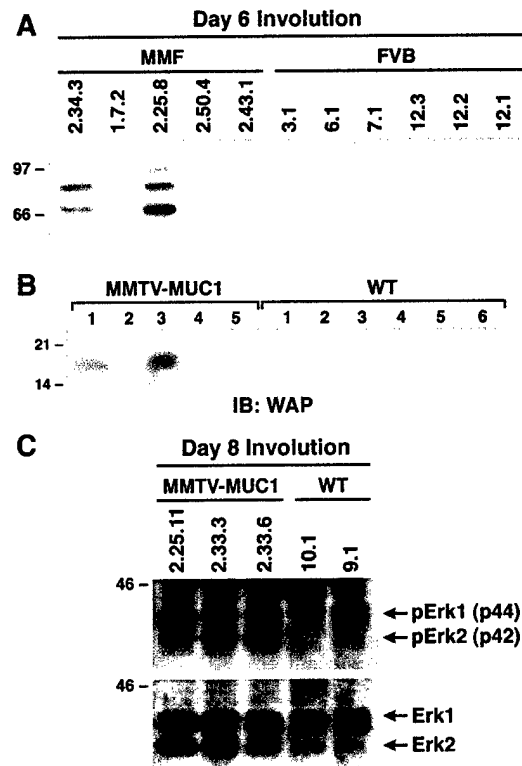 A
Day 6 Involution
MMF FVB
2.34.3 1.7.2 2.25.8 2.50.4 2.43.1 3.1 6.1 7.1 12.3 12.2 12.1
97 –
66 –
B
MMTV-MUC1 WT
1 2 3 4 5 1 2 3 4 5 6
21 –
14 –
IB: WAP
C
Day 8 Involution
MMTV-MUC1 WT
2.25.11 2.33.3 2.33.6 10.1 9.1
46 –
← pErk1 (p44)
← pErk2 (p42)
46 –
← Erk1
← Erk2